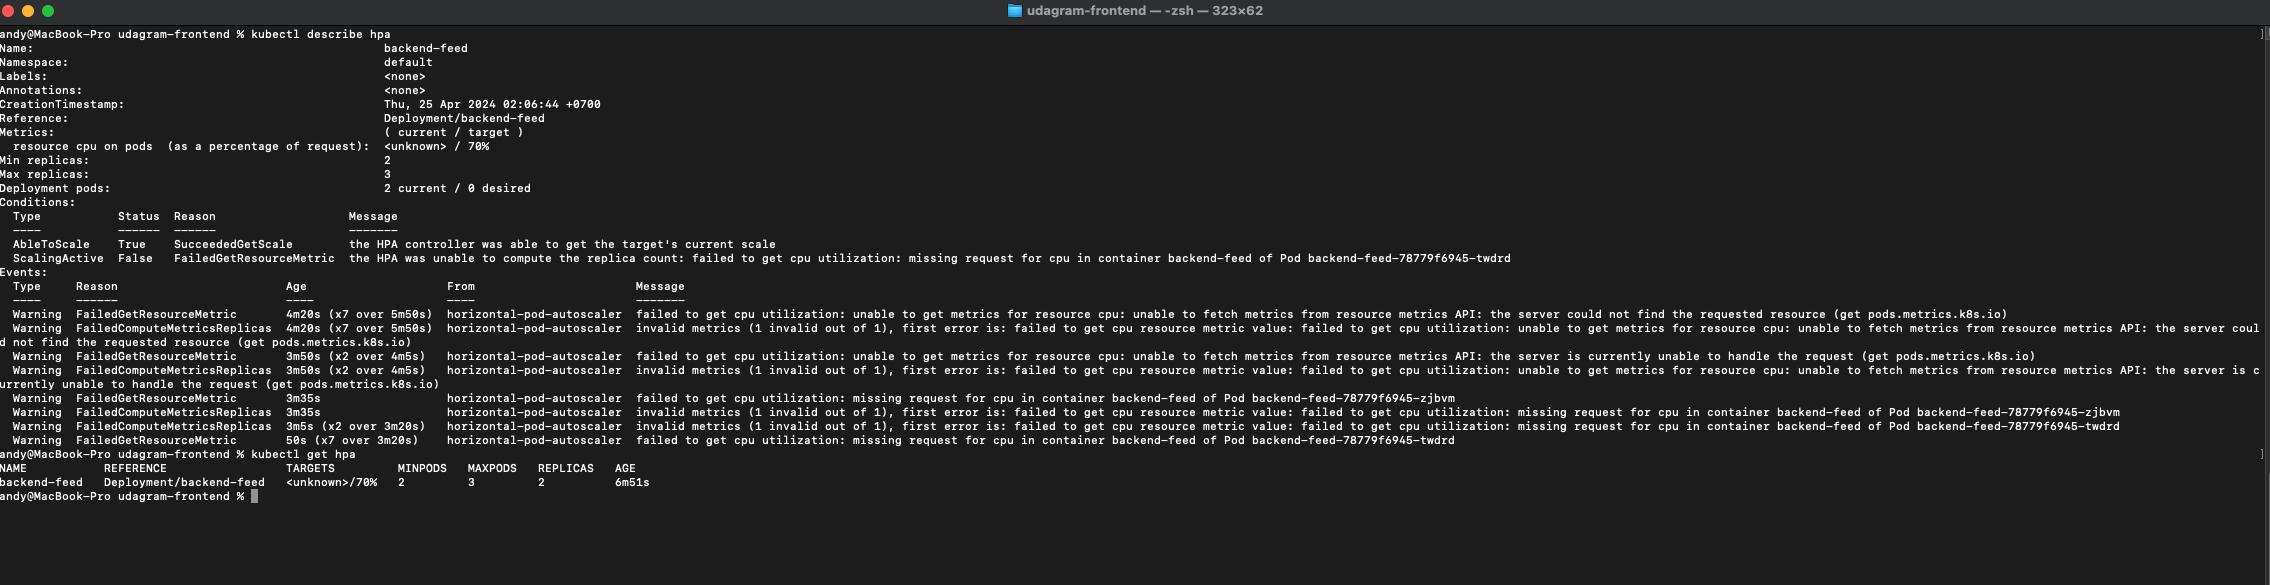 udagram-frontend — -zsh — 323×62
andy@MacBook-Pro udagram-frontend % kubectl describe hpa
Name: backend-feed
Namespace: default
Labels: <none>
Annotations: <none>
CreationTimestamp: Thu, 25 Apr 2024 02:06:44 +0700
Reference: Deployment/backend-feed
Metrics: ( current / target )
resource cpu on pods (as a percentage of request): <unknown> / 70%
Min replicas: 2
Max replicas: 3
Deployment pods: 2 current / 0 desired
Conditions:
Type Status Reason Message
---- ------ ------ -------
AbleToScale True SucceededGetScale the HPA controller was able to get the target's current scale
ScalingActive False FailedGetResourceMetric the HPA was unable to compute the replica count: failed to get cpu utilization: missing request for cpu in container backend-feed of Pod backend-feed-78779f6945-twdrd
Events:
Type Reason Age From Message
---- ------ ---- ---- -------
Warning FailedGetResourceMetric 4m20s (x7 over 5m50s) horizontal-pod-autoscaler failed to get cpu utilization: unable to get metrics for resource cpu: unable to fetch metrics from resource metrics API: the server could not find the requested resource (get pods.metrics.k8s.io)
Warning FailedComputeMetricsReplicas 4m20s (x7 over 5m50s) horizontal-pod-autoscaler invalid metrics (1 invalid out of 1), first error is: failed to get cpu resource metric value: failed to get cpu utilization: unable to get metrics for resource cpu: unable to fetch metrics from resource metrics API: the server coul
d not find the requested resource (get pods.metrics.k8s.io)
Warning FailedGetResourceMetric 3m50s (x2 over 4m5s) horizontal-pod-autoscaler failed to get cpu utilization: unable to get metrics for resource cpu: unable to fetch metrics from resource metrics API: the server is currently unable to handle the request (get pods.metrics.k8s.io)
Warning FailedComputeMetricsReplicas 3m50s (x2 over 4m5s) horizontal-pod-autoscaler invalid metrics (1 invalid out of 1), first error is: failed to get cpu resource metric value: failed to get cpu utilization: unable to get metrics for resource cpu: unable to fetch metrics from resource metrics API: the server is c
urrently unable to handle the request (get pods.metrics.k8s.io)
Warning FailedGetResourceMetric 3m35s horizontal-pod-autoscaler failed to get cpu utilization: missing request for cpu in container backend-feed of Pod backend-feed-78779f6945-zjbvm
Warning FailedComputeMetricsReplicas 3m35s horizontal-pod-autoscaler invalid metrics (1 invalid out of 1), first error is: failed to get cpu resource metric value: failed to get cpu utilization: missing request for cpu in container backend-feed of Pod backend-feed-78779f6945-zjbvm
Warning FailedComputeMetricsReplicas 3m5s (x2 over 3m20s) horizontal-pod-autoscaler invalid metrics (1 invalid out of 1), first error is: failed to get cpu resource metric value: failed to get cpu utilization: missing request for cpu in container backend-feed of Pod backend-feed-78779f6945-twdrd
Warning FailedGetResourceMetric 50s (x7 over 3m20s) horizontal-pod-autoscaler failed to get cpu utilization: missing request for cpu in container backend-feed of Pod backend-feed-78779f6945-twdrd
andy@MacBook-Pro udagram-frontend % kubectl get hpa
NAME REFERENCE TARGETS MINPODS MAXPODS REPLICAS AGE
backend-feed Deployment/backend-feed <unknown>/70% 2 3 2 6m51s
andy@MacBook-Pro udagram-frontend %